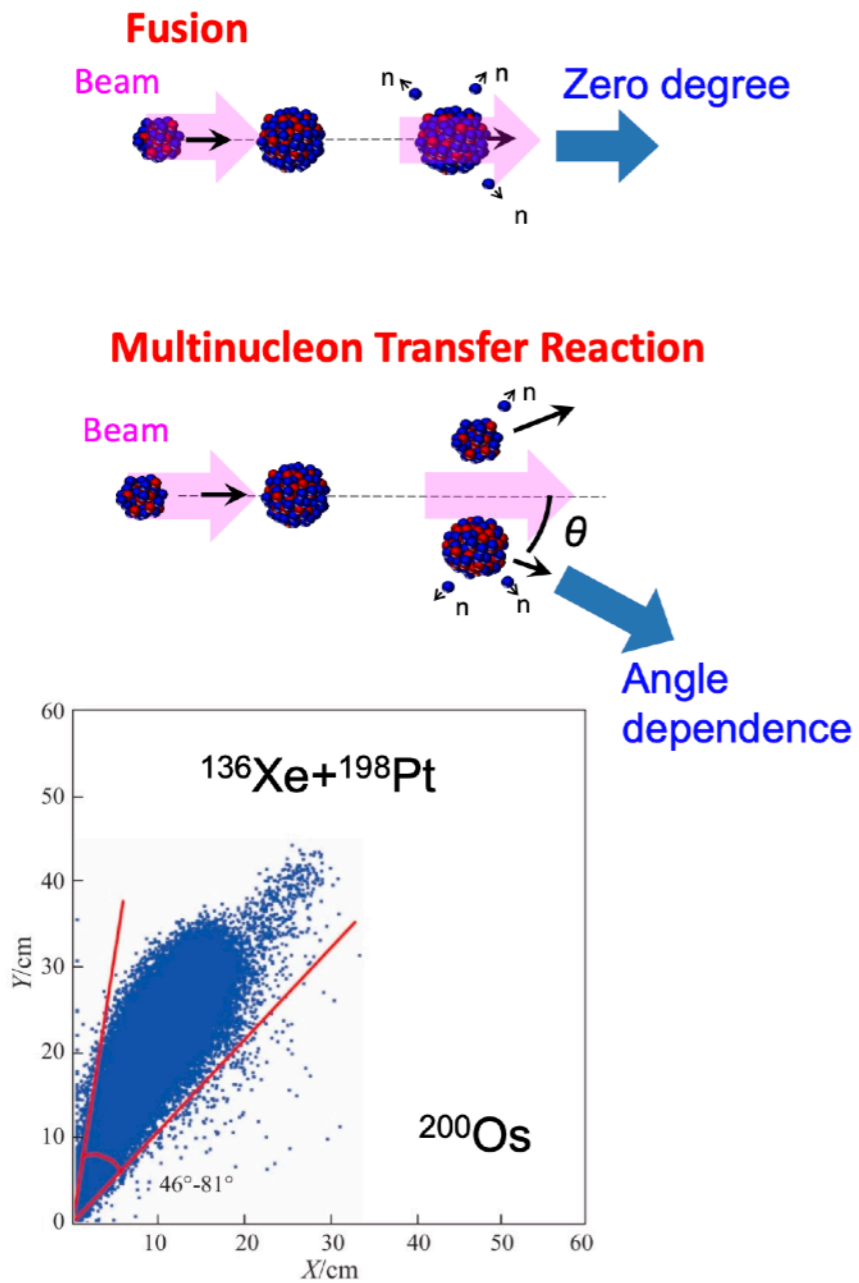 Fusion
Beam
n
n
Zero degree
n
Multinucleon Transfer Reaction
Beam
n
θ
n
n
Angle
dependence
60
¹³⁶Xe+¹⁹⁸Pt
50
40
Y/cm
30
20
10
²⁰⁰Os
46°-81°
0
10
20
30
40
50
60
X/cm